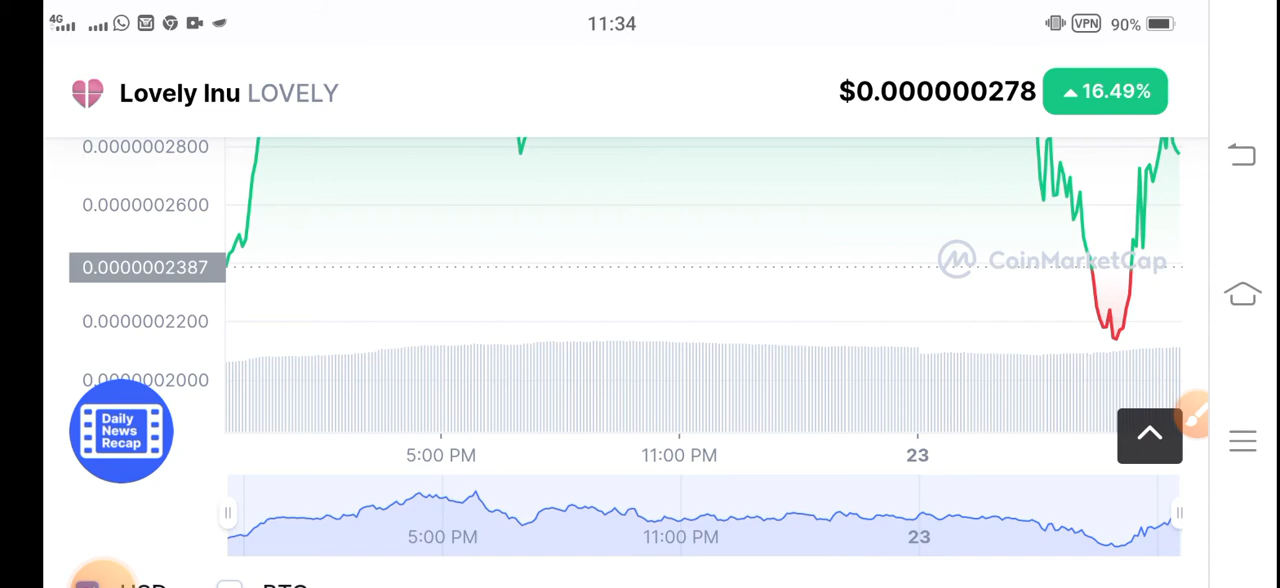 4G 11:34 VPN 90%
Lovely Inu LOVELY $0.000000278 16.49%
0.0000002800
0.0000002600
0.0000002387
CoinMarketCap
0.0000002200
0.0000002000
Daily
News
Recap
5:00 PM 11:00 PM 23
5:00 PM 11:00 PM 23